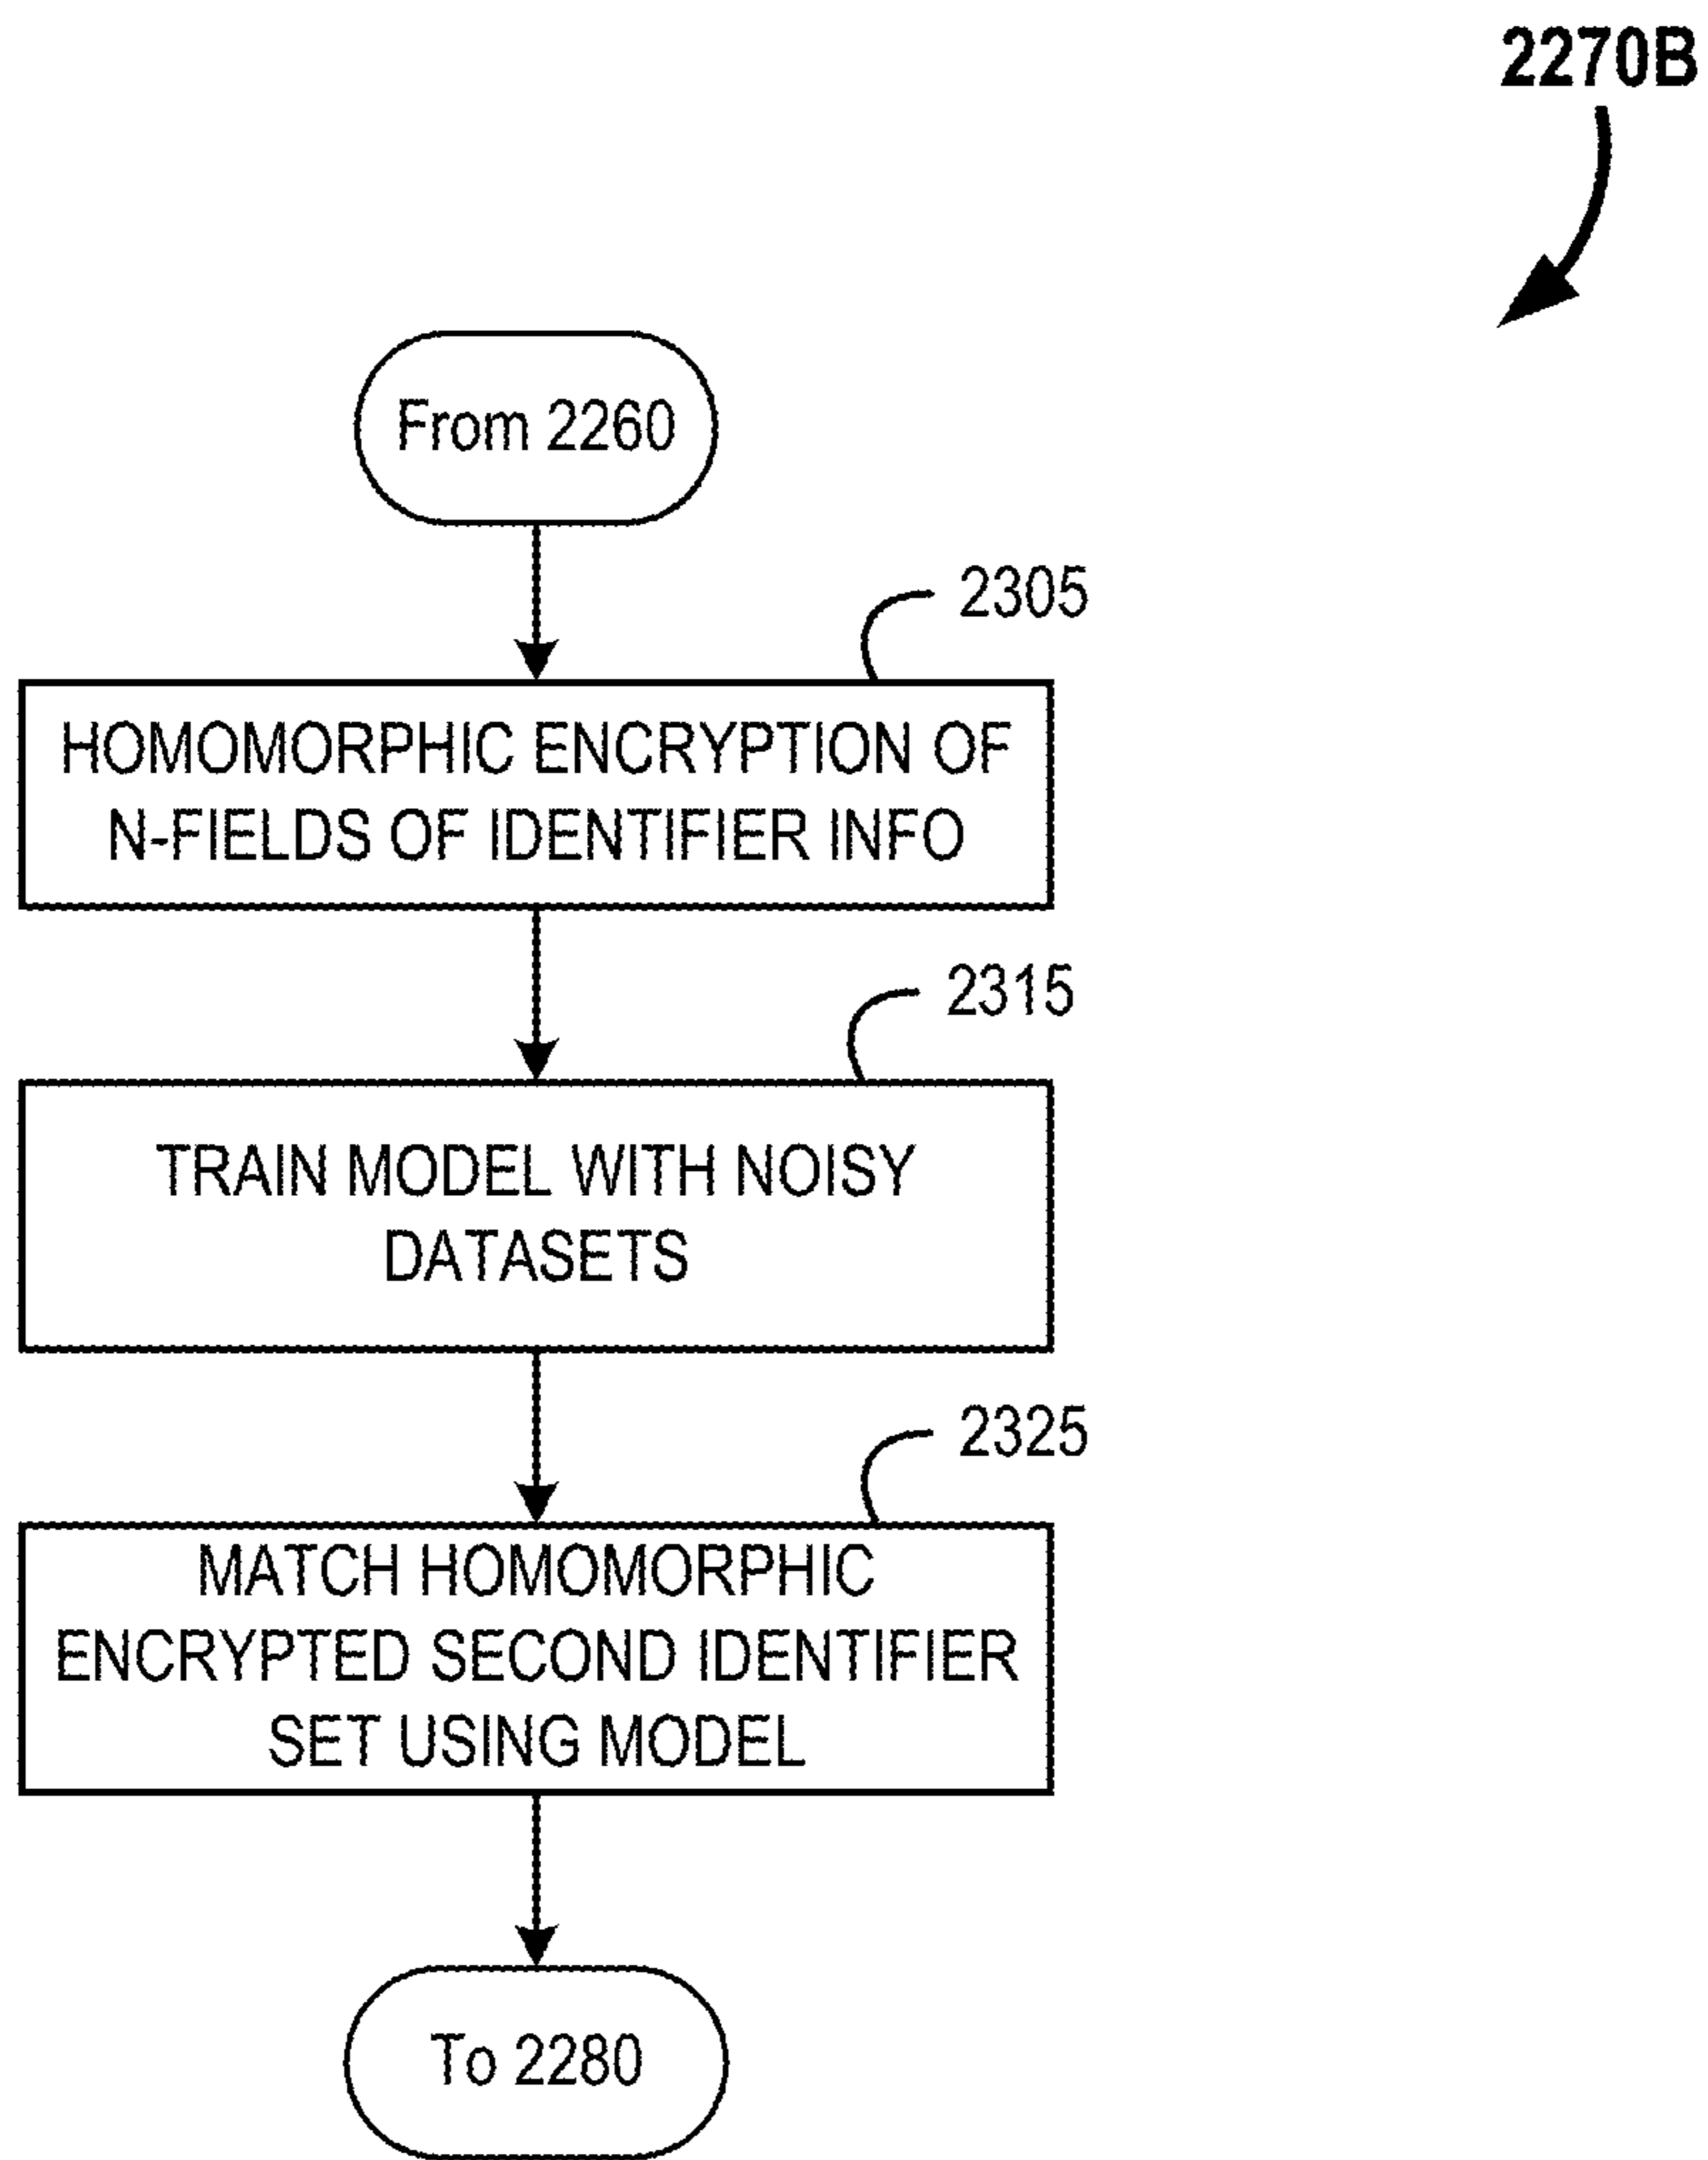 2270B
From 2260
2305
HOMOMORPHIC ENCRYPTION OF
N-FIELDS OF IDENTIFIER INFO
2315
TRAIN MODEL WITH NOISY
DATASETS
2325
MATCH HOMOMORPHIC
ENCRYPTED SECOND IDENTIFIER
SET USING MODEL
To 2280